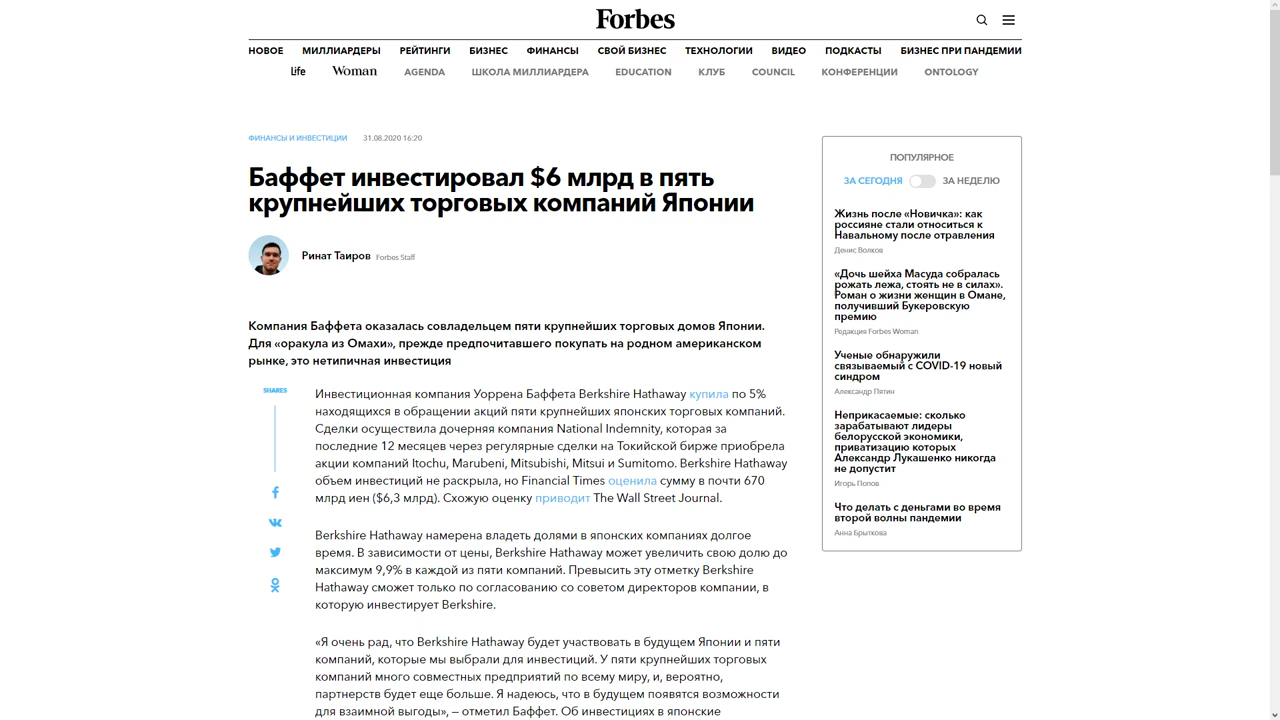 Forbes
НОВОЕ МИЛЛИАРДЕРЫ РЕЙТИНГИ БИЗНЕС ФИНАНСЫ СВОЙ БИЗНЕС ТЕХНОЛОГИИ ВИДЕО ПОДКАСТЫ БИЗНЕС ПРИ ПАНДЕМИИ
life Woman AGENDA ШКОЛА МИЛЛИАРДЕРА EDUCATION КЛУБ COUNCIL КОНФЕРЕНЦИИ ONTOLOGY
ФИНАНСЫ И ИНВЕСТИЦИИ 31.08.2020 16:20
Баффет инвестировал $6 млрд в пять
крупнейших торговых компаний Японии
Ринат Таиров Forbes Staff
Компания Баффета оказалась совладельцем пяти крупнейших торговых домов Японии.
Для «оракула из Омахи», прежде предпочитавшего покупать на родном американском
рынке, это нетипичная инвестиция
SHARES
Инвестиционная компания Уоррена Баффета Berkshire Hathaway купила по 5%
находящихся в обращении акций пяти крупнейших японских торговых компаний.
Сделки осуществила дочерняя компания National Indemnity, которая за
последние 12 месяцев через регулярные сделки на Токийской бирже приобрела
акции компаний Itochu, Marubeni, Mitsubishi, Mitsui и Sumitomo. Berkshire Hathaway
объем инвестиций не раскрыла, но Financial Times оценила сумму в почти 670
млрд иен ($6,3 млрд). Схожую оценку приводит The Wall Street Journal.
Berkshire Hathaway намерена владеть долями в японских компаниях долгое
время. В зависимости от цены, Berkshire Hathaway может увеличить свою долю до
максимум 9,9% в каждой из пяти компаний. Превысить эту отметку Berkshire
Hathaway сможет только по согласованию со советом директоров компании, в
которую инвестирует Berkshire.
«Я очень рад, что Berkshire Hathaway будет участвовать в будущем Японии и пяти
компаний, которые мы выбрали для инвестиций. У пяти крупнейших торговых
компаний много совместных предприятий по всему миру, и, вероятно,
партнерств будет еще больше. Я надеюсь, что в будущем появятся возможности
для взаимной выгоды», – отметил Баффет. Об инвестициях в японские
ПОПУЛЯРНОЕ
ЗА СЕГОДНЯ ЗА НЕДЕЛЮ
Жизнь после «Новичка»: как
россияне стали относиться к
Навальному после отравления
Денис Волков
«Дочь шейха Масуда собралась
рожать лежа, стоять не в силах».
Роман о жизни женщин в Омане,
получивший Букеровскую
премию
Редакция Forbes Woman
Ученые обнаружили
связываемый с COVID-19 новый
синдром
Александр Пятин
Неприкасаемые: сколько
зарабатывают лидеры
белорусской экономики,
приватизацию которых
Александр Лукашенко никогда
не допустит
Игорь Попов
Что делать с деньгами во время
второй волны пандемии
Анна Брыткова